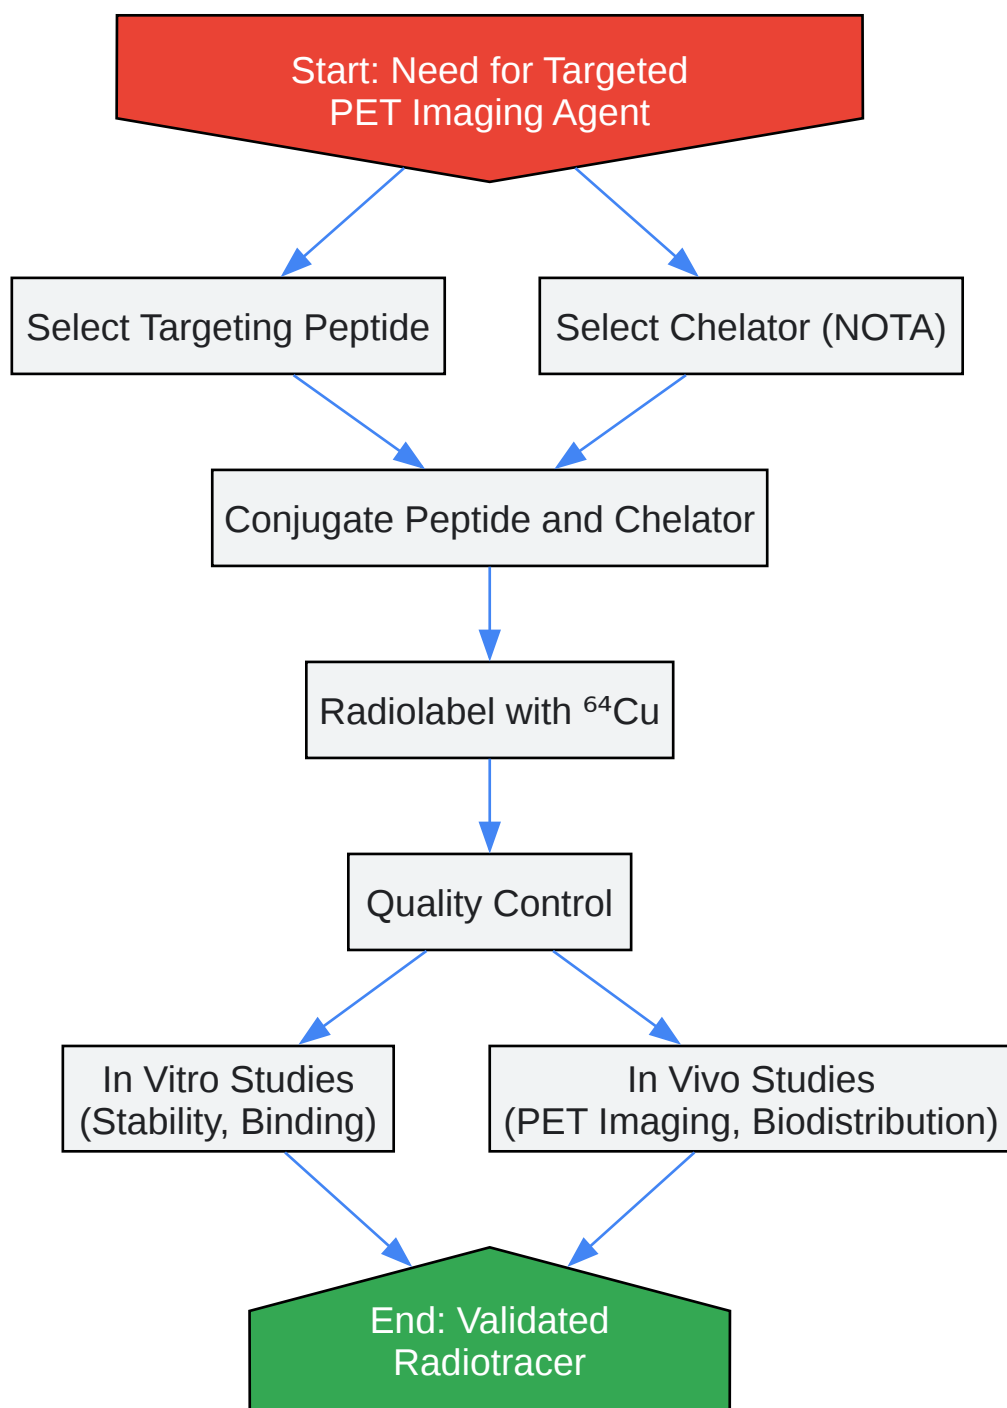 Start: Need for Targeted
PET Imaging Agent
Select Targeting Peptide
Select Chelator (NOTA)
Conjugate Peptide and Chelator
Radiolabel with ⁶⁴Cu
Quality Control
In Vitro Studies
(Stability, Binding)
In Vivo Studies
(PET Imaging, Biodistribution)
End: Validated
Radiotracer